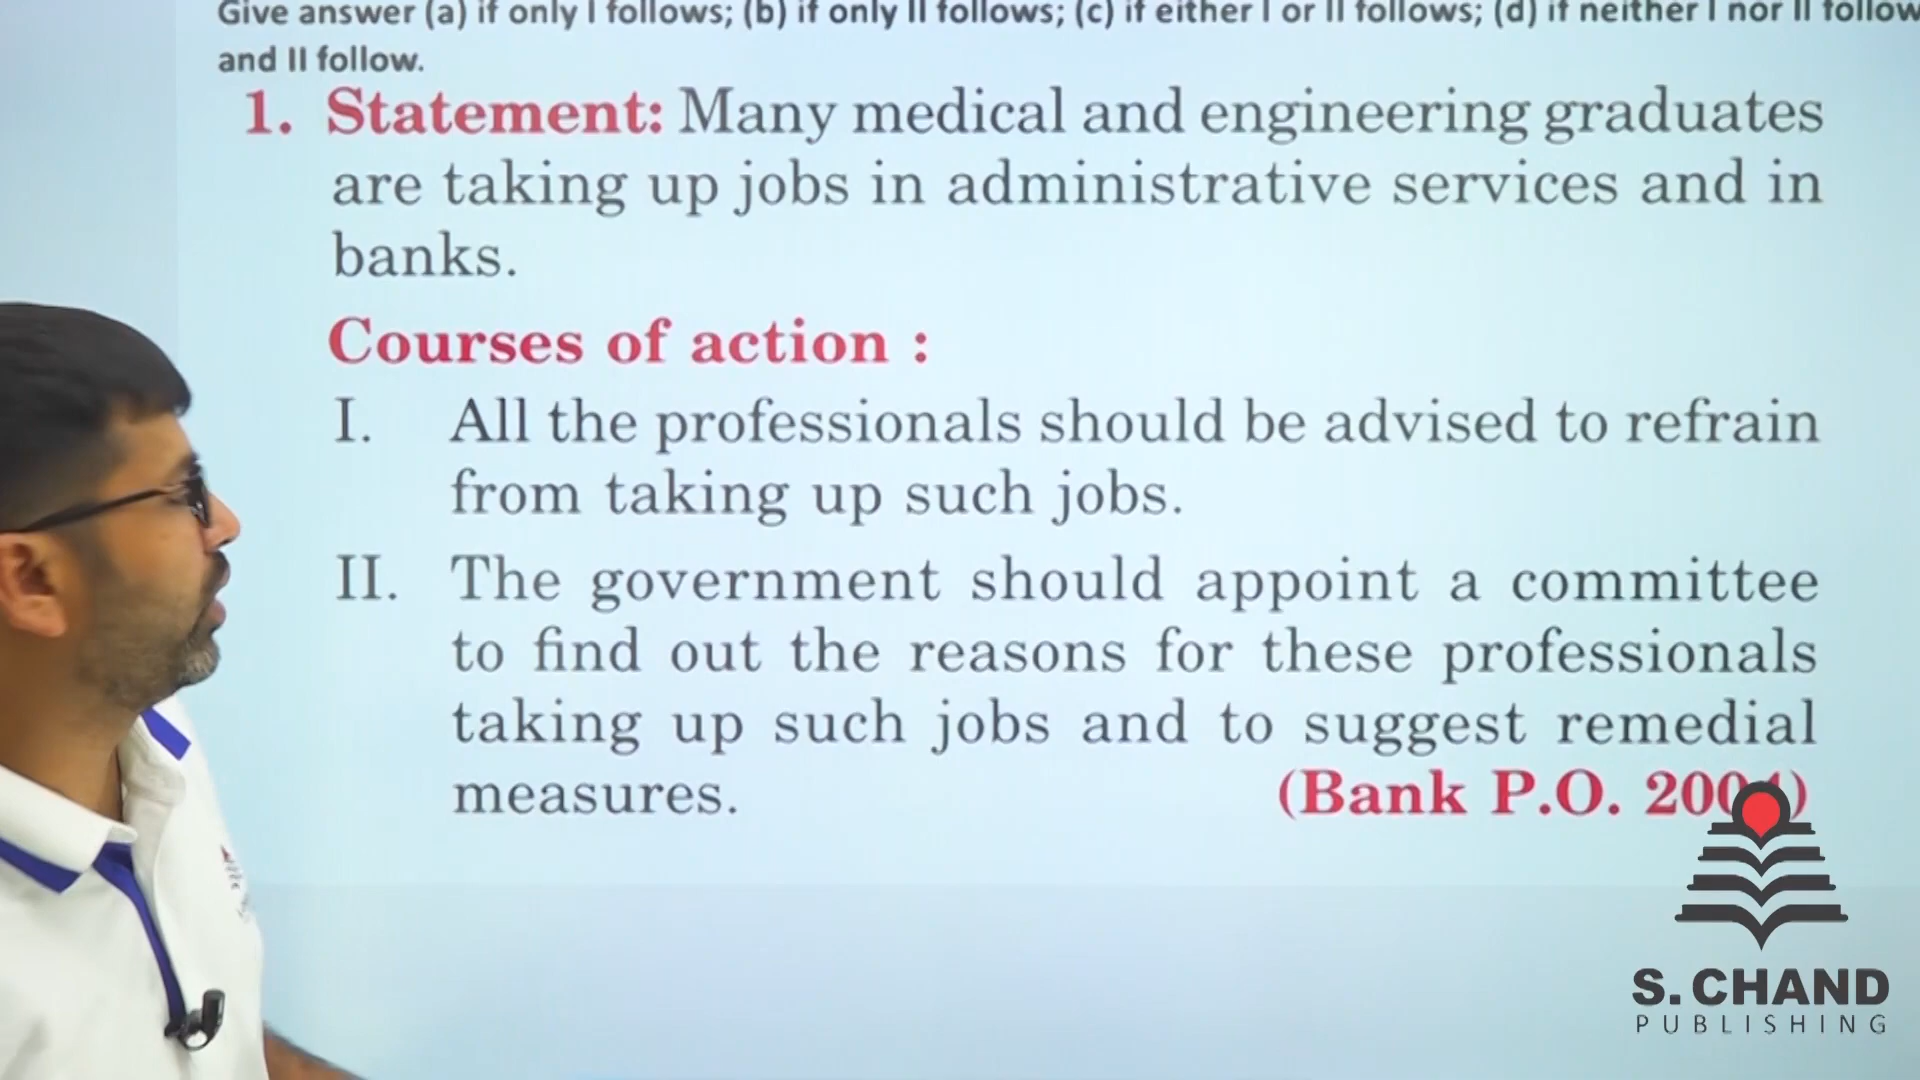 Give answer (a) if only I follows; (b) if only II follows; (c) if either I or II follows; (d) if neither I nor II follow
and II follow.
1. Statement: Many medical and engineering graduates
are taking up jobs in administrative services and in
banks.
Courses of action :
I. All the professionals should be advised to refrain
from taking up such jobs.
II. The government should appoint a committee
to find out the reasons for these professionals
taking up such jobs and to suggest remedial
measures. (Bank P.O.
S. CHAND
PUBLISHING